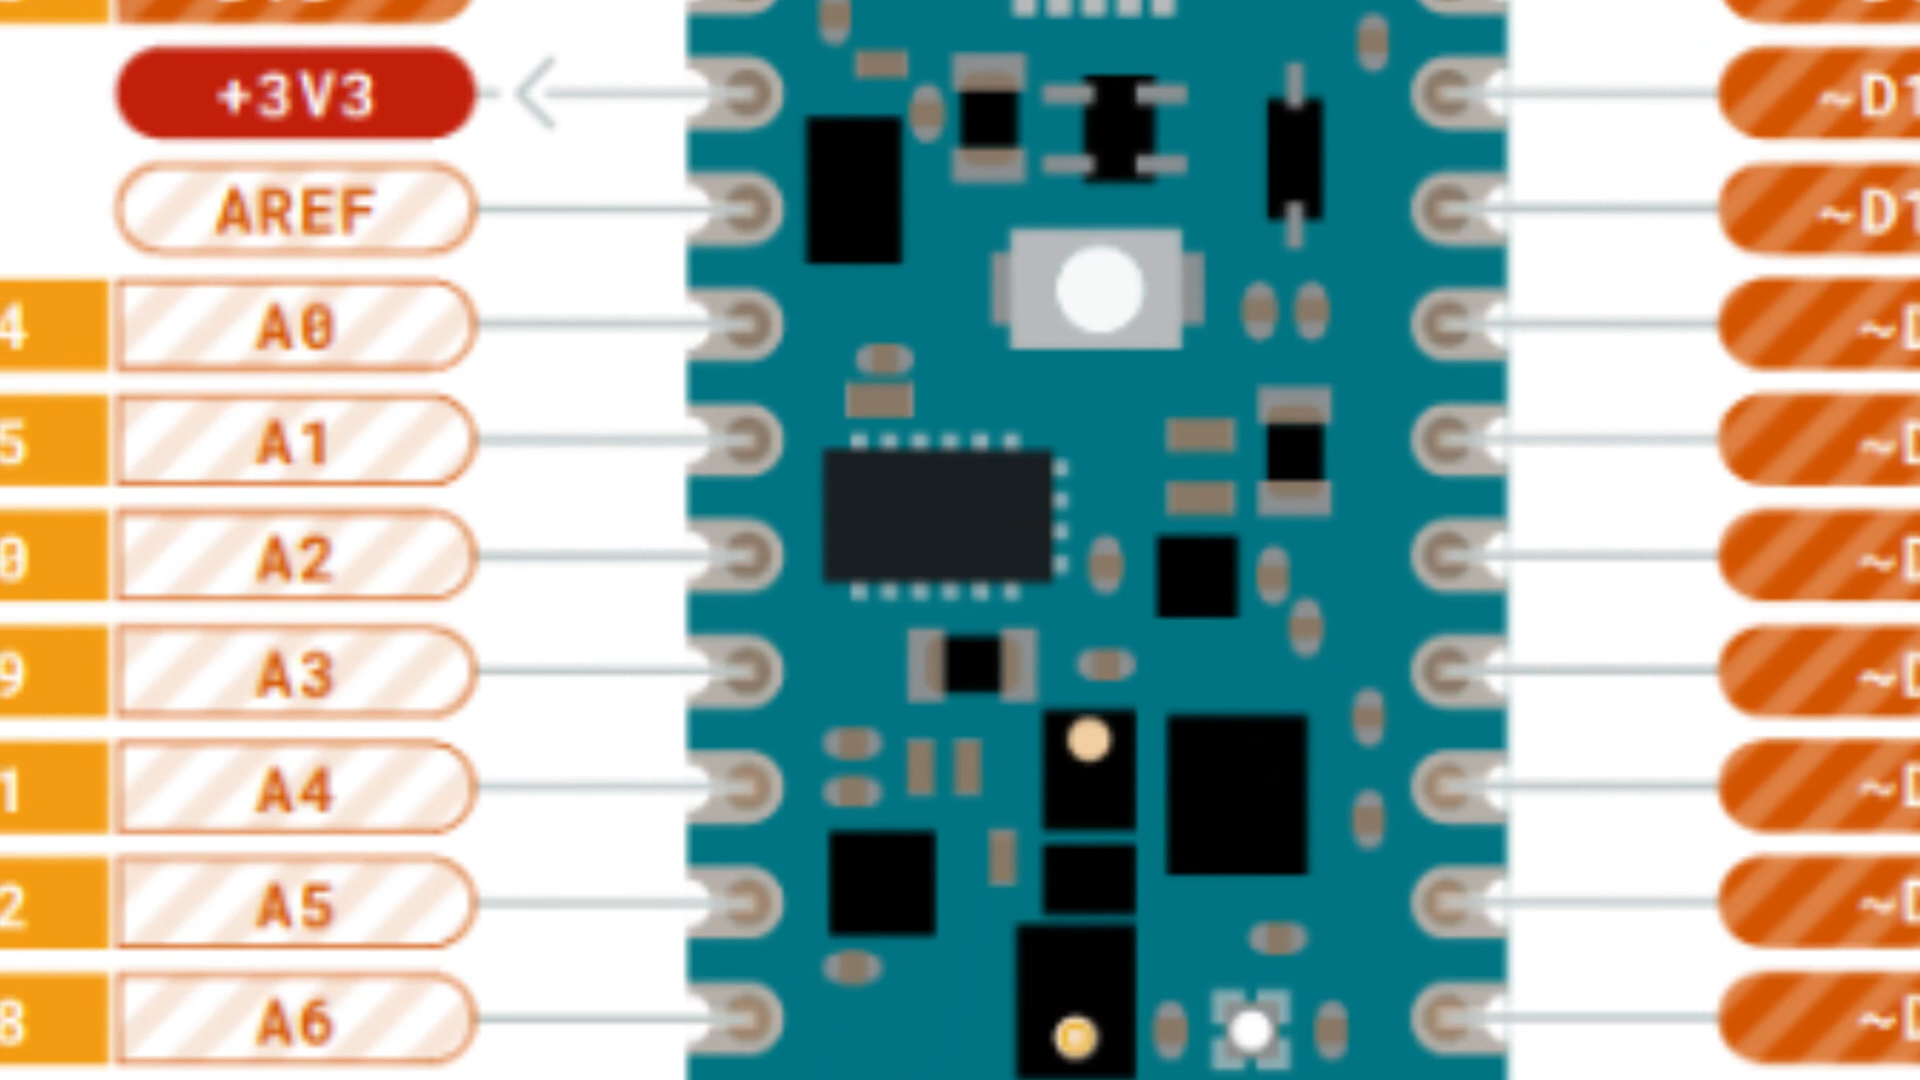 +3V3 ~D1
AREF ~D1
4 A0 ~D
5 A1 ~D
0 A2 ~D
9 A3 ~D
1 A4 ~D
2 A5 ~D
8 A6 ~D